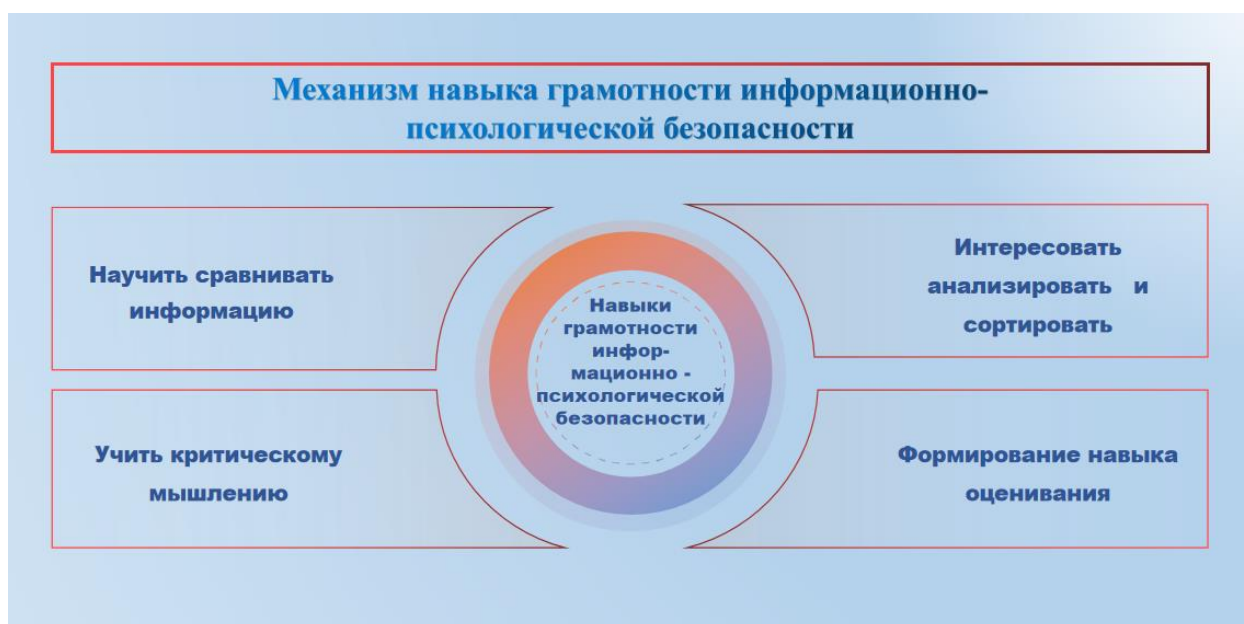 Механизм навыка грамотности информационно-
психологической безопасности
Научить сравнивать
информацию
Интересовать
анализировать и
сортировать
Навыки
грамотности
инфор-
мационно -
психологической
безопасности
Учить критическому
мышлению
Формирование навыка
оценивания